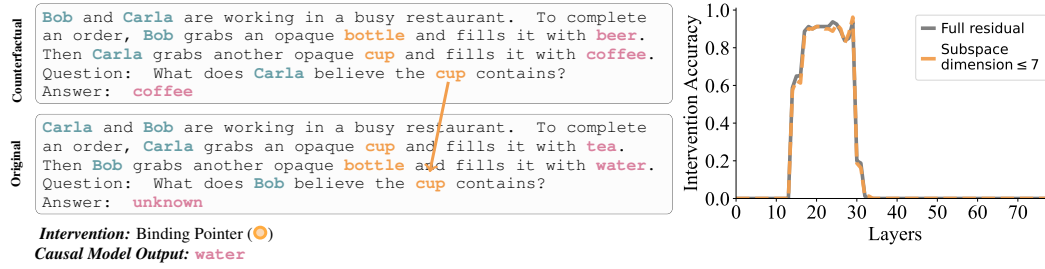 Counterfactual
Bob and Carla are working in a busy restaurant. To complete
an order, Bob grabs an opaque bottle and fills it with beer.
Then Carla grabs another opaque cup and fills it with coffee.
Question: What does Carla believe the cup contains?
Answer: coffee
Original
Carla and Bob are working in a busy restaurant. To complete
an order, Carla grabs an opaque cup and fills it with tea.
Then Bob grabs another opaque bottle and fills it with water.
Question: What does Bob believe the cup contains?
Answer: unknown
Intervention: Binding Pointer ( )
Causal Model Output: water
Intervention Accuracy
1.0
0.8
0.6
0.4
0.2
0.0
0 10 20 30 40 50 60 70
Layers
Full residual
Subspace
dimension ≤ 7